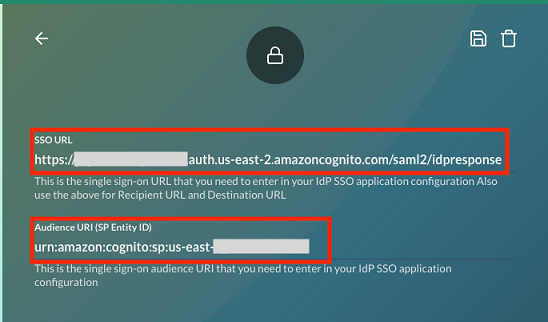 SSO URL
https:/ auth.us-east-2.amazoncognito.com/saml2/idpresponse
This is the single sign-on URL that you need to enter in your IdP SSO application configuration Also
use the above for Recipient URL and Destination URL
Audience URI (SP Entity ID)
urn:amazon:cognito:sp:us-east-
This is the single sign-on audience URI that you need to enter in your IdP SSO application
configuration